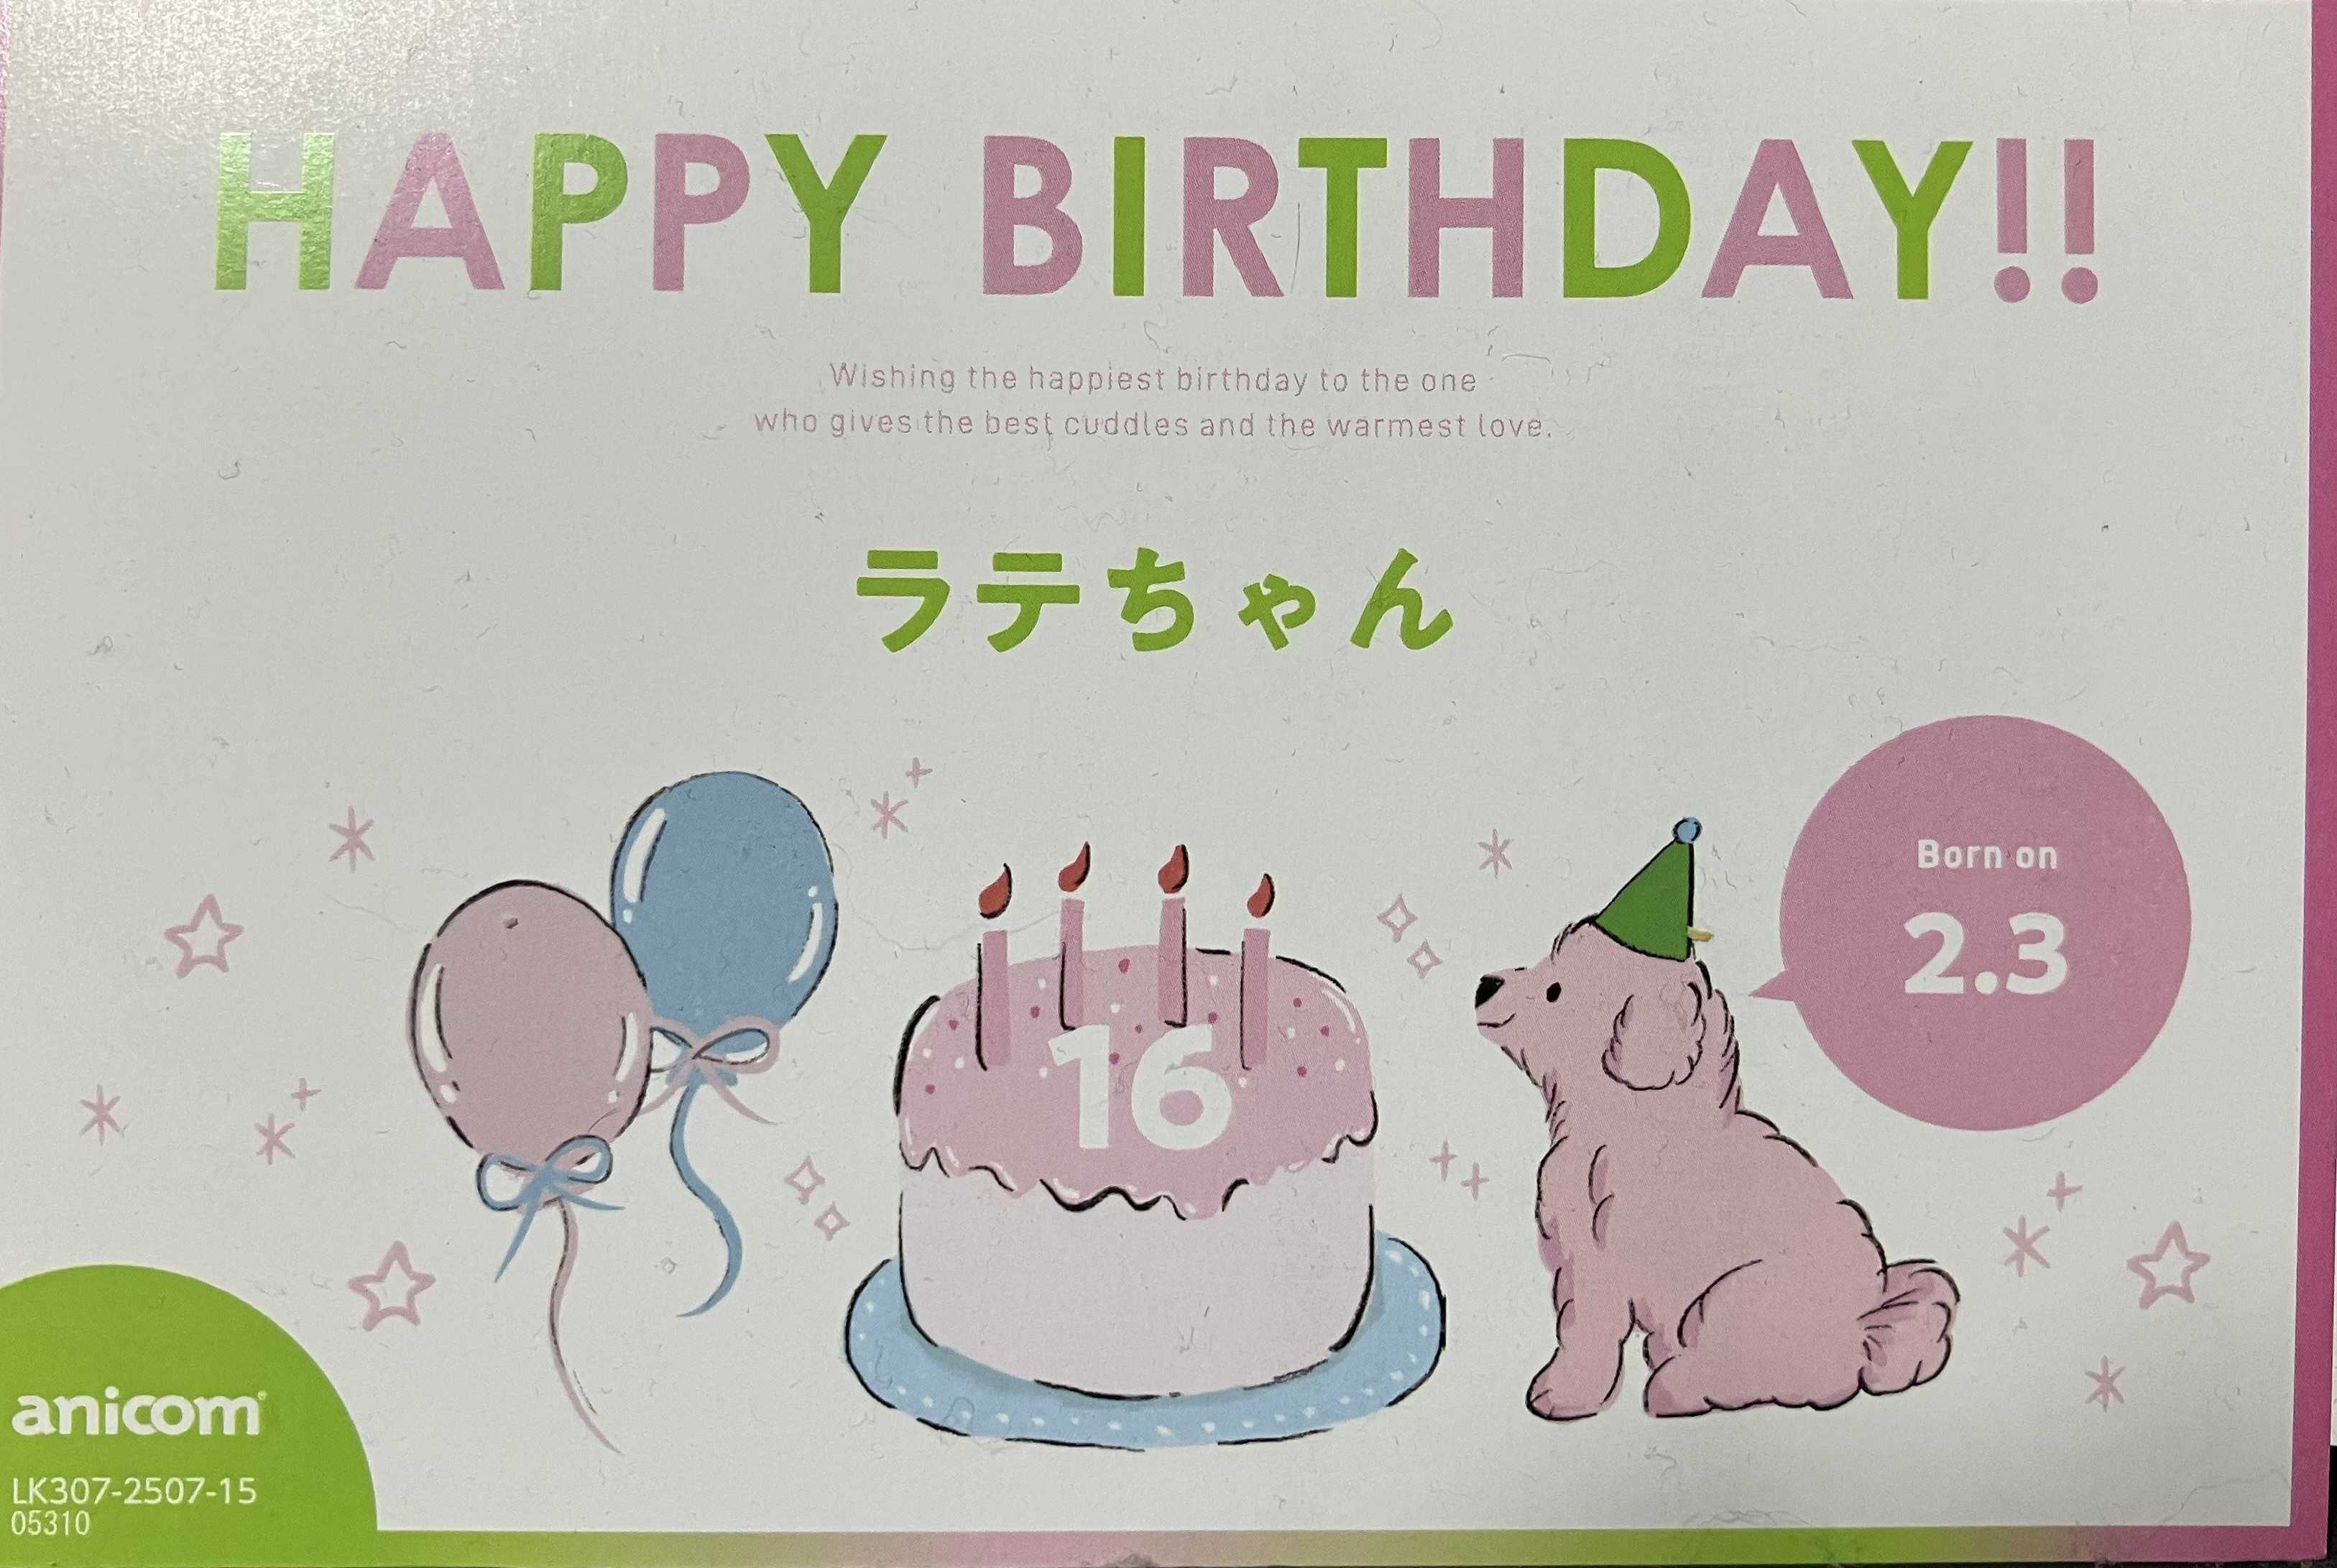 HAPPY BIRTHDAY!!
Wishing the happiest birthday to the one
who gives the best cuddles and the warmest love.
ラテちゃん
Born on
2.3
16
anicom
LK307-2507-15
05310